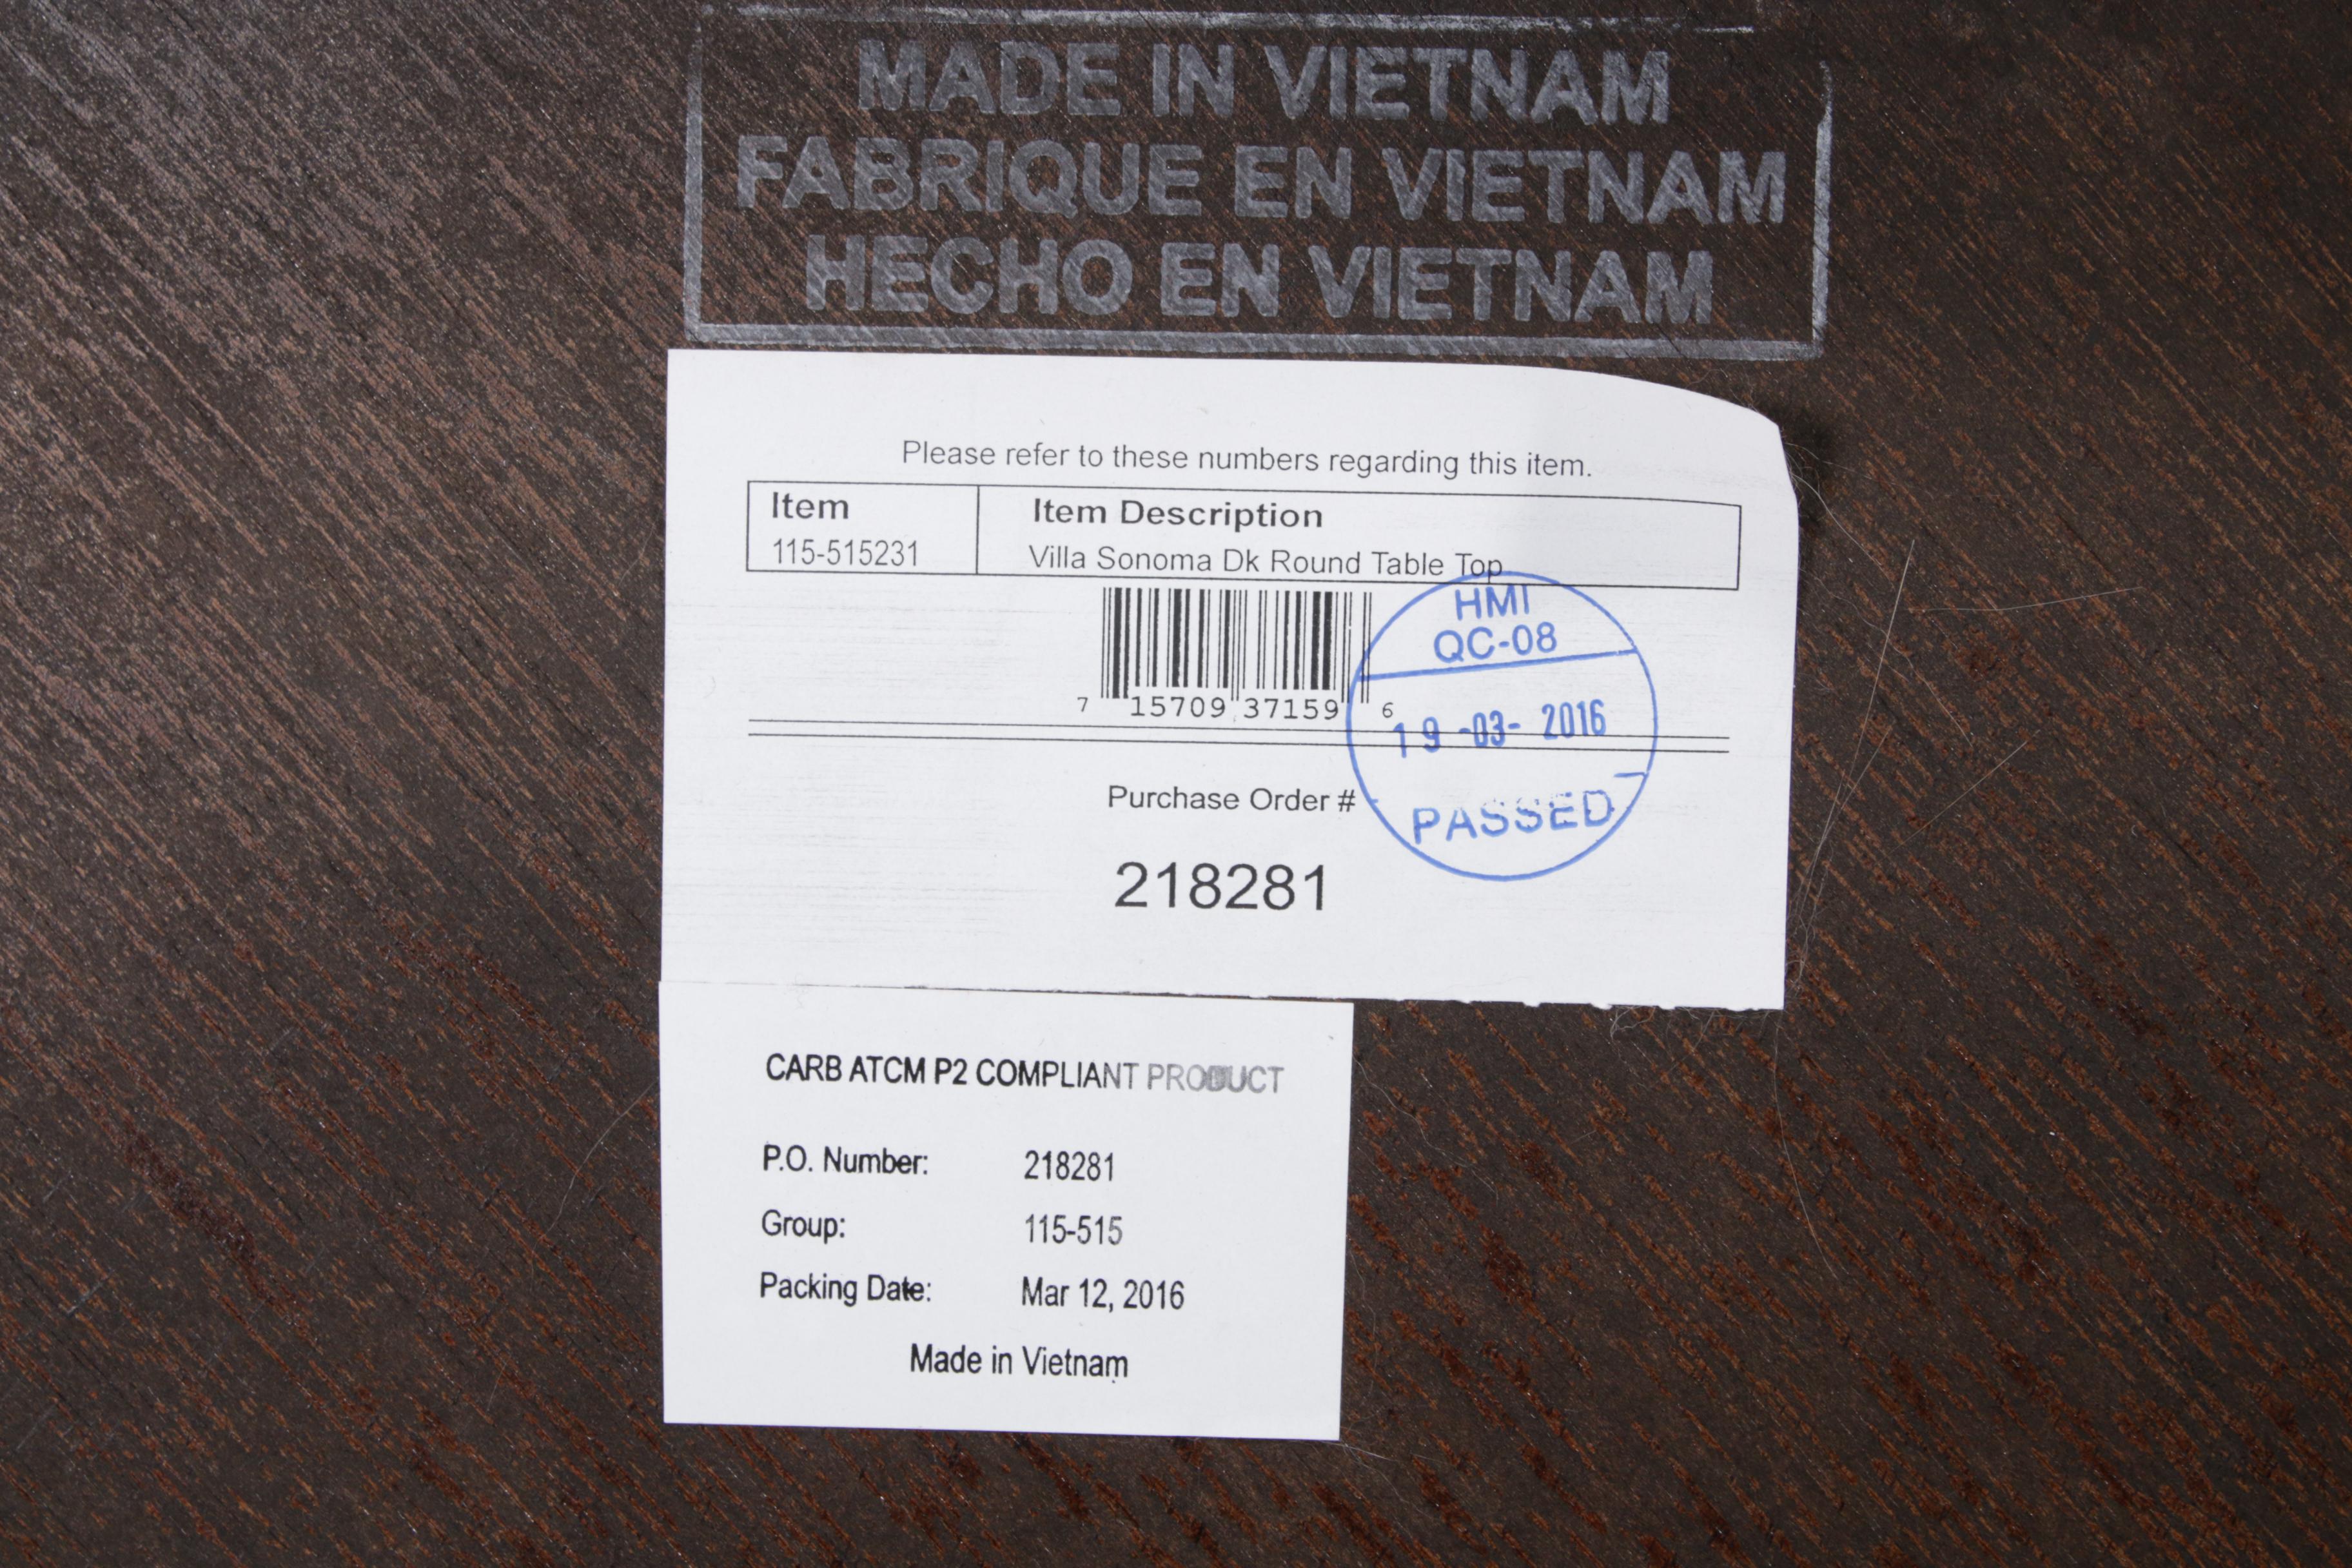 MADE IN VIETNAM
FABRIQUE EN VIETNAM
HECHO EN VIETNAM
Please refer to these numbers regarding this item.
Item Item Description
115-515231 Villa Sonoma Dk Round Table Top
7 15709 37159 6
HMI
QC-08
19 -03- 2016
PASSED
Purchase Order #
218281
CARB ATCM P2 COMPLIANT PRODUCT
P.O. Number: 218281
Group: 115-515
Packing Date: Mar 12, 2016
Made in Vietnam